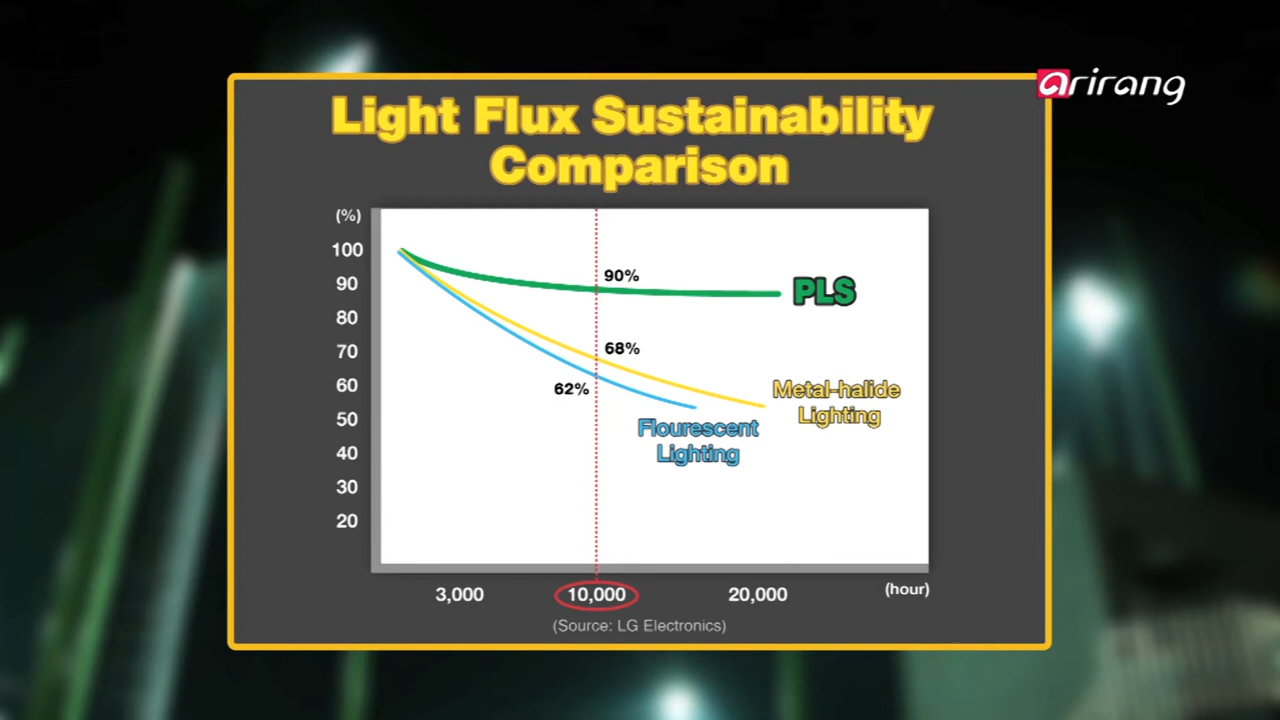 arirang
Light Flux Sustainability
Comparison
(%)
100
90
80
70
60
50
40
30
20
90%
68%
62%
PLS
Metal-halide
Lighting
Flourescent
Lighting
3,000
10,000
20,000
(hour)
(Source: LG Electronics)